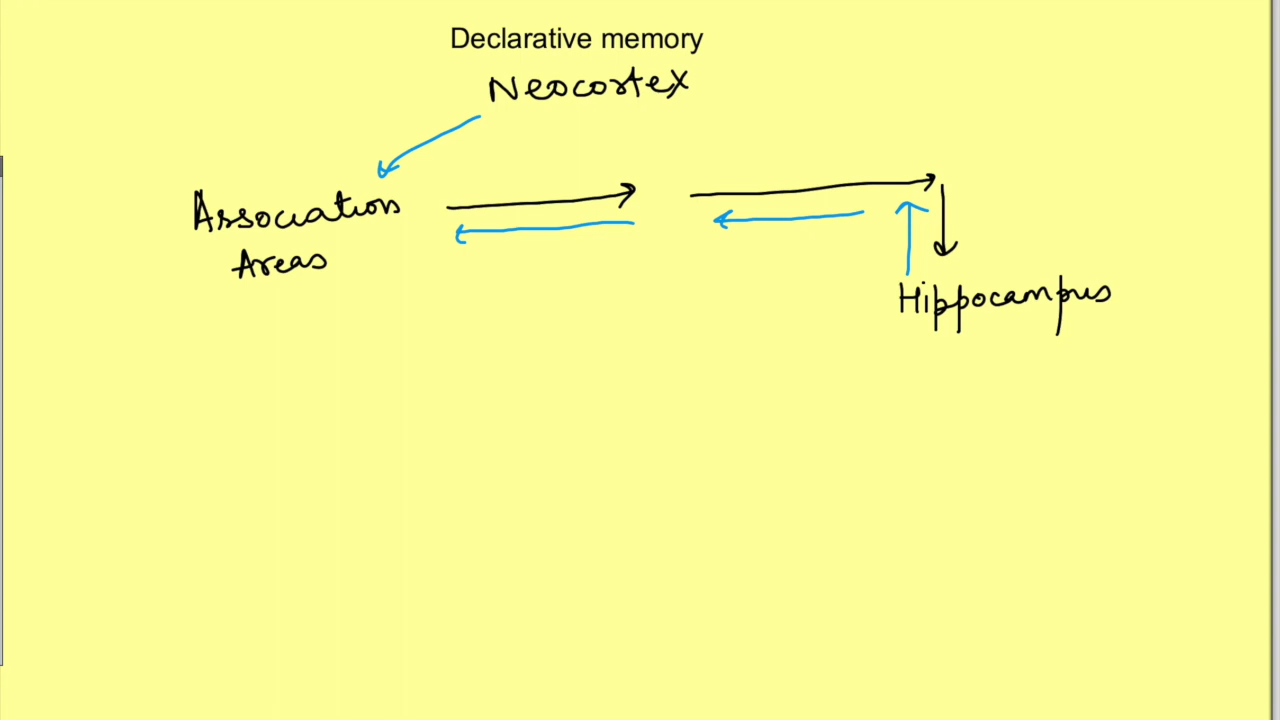 Declarative memory
Neocortex
Association
Areas
Hippocampus